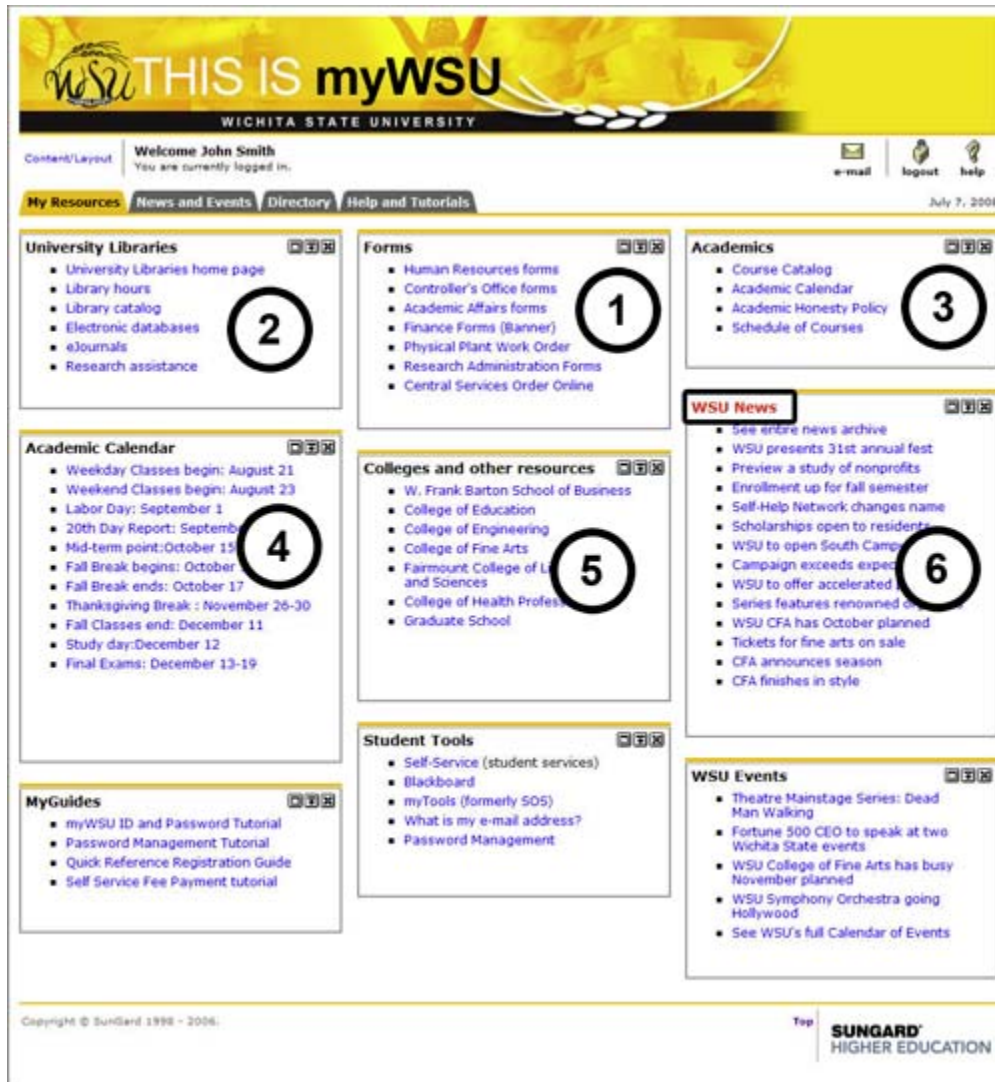 WSU THIS IS myWSU
WICHITA STATE UNIVERSITY
Content/Layout
Welcome John Smith
You are currently logged in.
e-mail
logout
help
My Resources
News and Events
Directory
Help and Tutorials
July 7, 2008
University Libraries
University Libraries home page
Library hours
Library catalog
Electronic databases
eJournals
Research assistance
2
Forms
Human Resources forms
Controller's Office forms
Academic Affairs forms
Finance Forms (Banner)
Physical Plant Work Order
Research Administration Forms
Central Services Order Online
1
Academics
Course Catalog
Academic Calendar
Academic Honesty Policy
Schedule of Courses
3
Academic Calendar
Weekday Classes begin: August 21
Weekend Classes begin: August 23
Labor Day: September 1
20th Day Report:
Mid-term point:October 15
Fall Break begins: October
Fall Break ends: October 17
Thanksgiving Break : November 26-30
Fall Classes end: December 11
Study day:December 12
Final Exams: December 13-19
4
Colleges and other resources
W. Frank Barton School of Business
College of Education
College of Engineering
College of Fine Arts
Fairmount College of
and Sciences
College of Health
Graduate School
5
WSU News
See entire news archive
WSU presents 31st annual fest
Preview a study of nonprofits
Enrollment up for fall semester
Self-Help Network changes name
Scholarships open to residents
WSU to open South
Campaign exceeds
WSU to offer accelerated
Series features renowned
WSU CFA has October planned
Tickets for fine arts on sale
CFA announces season
CFA finishes in style
6
MyGuides
myWSU ID and Password Tutorial
Password Management Tutorial
Quick Reference Registration Guide
Self Service Fee Payment tutorial
Student Tools
Self-Service (student services)
Blackboard
myTools (formerly SOS)
What is my e-mail address?
Password Management
WSU Events
Theatre Mainstage Series: Dead
Man Walking
Fortune 500 CEO to speak at two
Wichita State events
WSU College of Fine Arts has busy
November planned
WSU Symphony Orchestra going
Hollywood
See WSU's full Calendar of Events
Copyright © SunGard 1998 - 2006.
Top
SUNGARD'
HIGHER EDUCATION